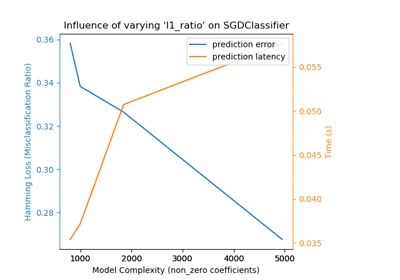 Influence of varying 'l1_ratio' on SGDClassifier
prediction error
prediction latency
0.36
0.34
0.32
0.30
0.28
Hamming Loss (Misclassification Ratio)
0.055
0.050
0.045
0.040
0.035
Time (s)
1000 2000 3000 4000 5000
Model Complexity (non_zero coefficients)